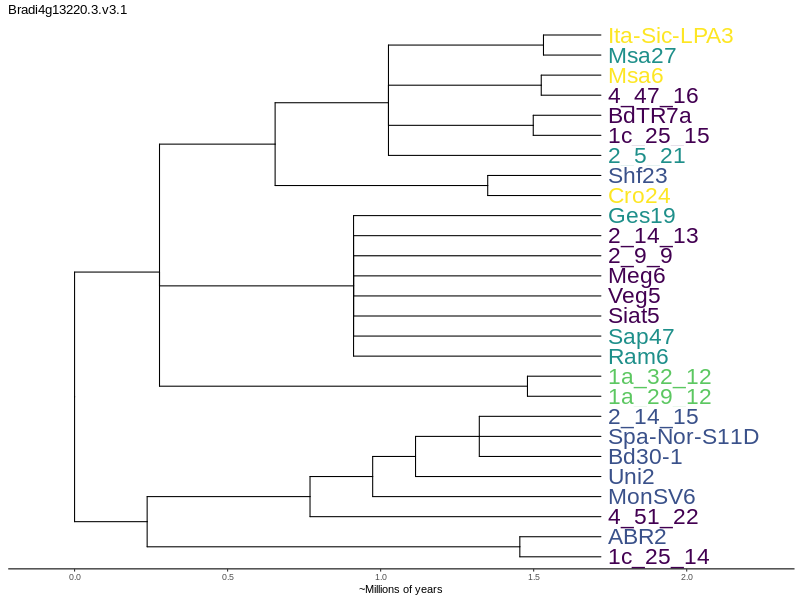 Bradi4g13220.3.v3.1
Ita-Sic-LPA3
Msa27
Msa6
4_47_16
BdTR7a
1c_25_15
2_5_21
Shf23
Cro24
Ges19
2_14_13
2_9_9
Meg6
Veg5
Siat5
Sap47
Ram6
1a_32_12
1a_29_12
2_14_15
Spa-Nor-S11D
Bd30-1
Uni2
MonSV6
4_51_22
ABR2
1c_25_14
0.0 0.5 1.0 1.5 2.0
~Millions of years